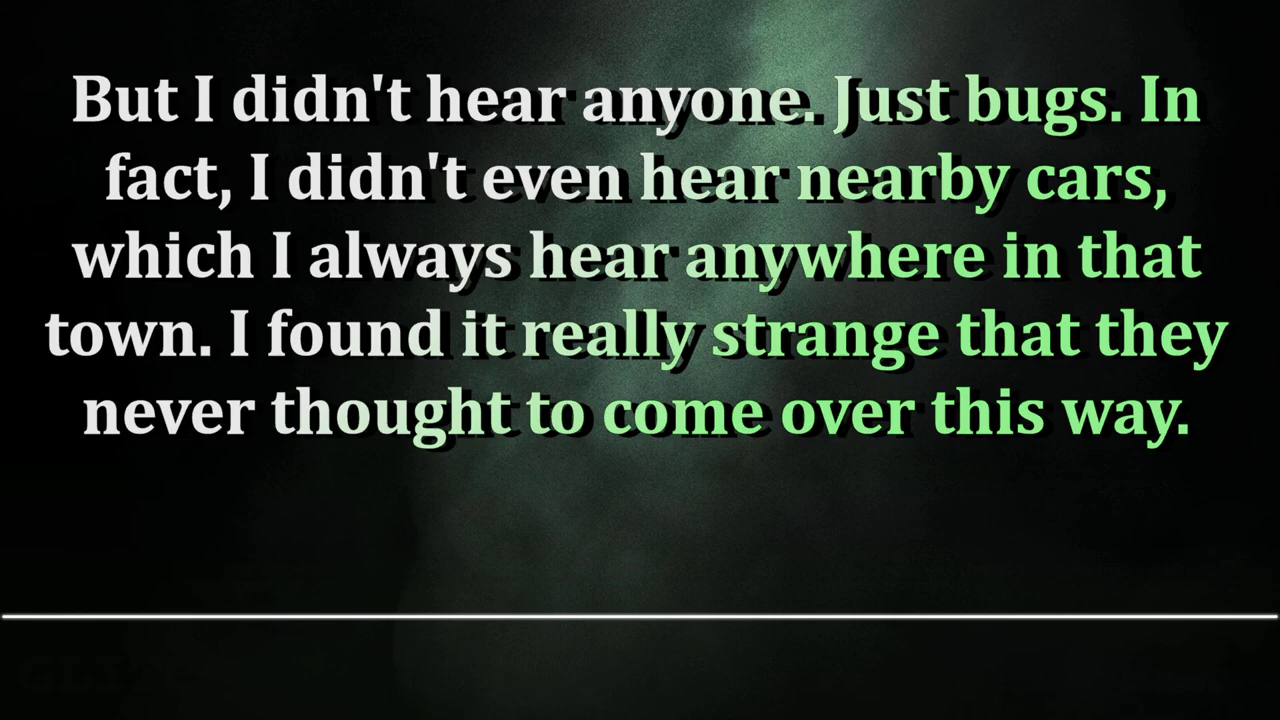 But I didn't hear anyone. Just bugs. In
fact, I didn't even hear nearby cars,
which I always hear anywhere in that
town. I found it really strange that they
never thought to come over this way.